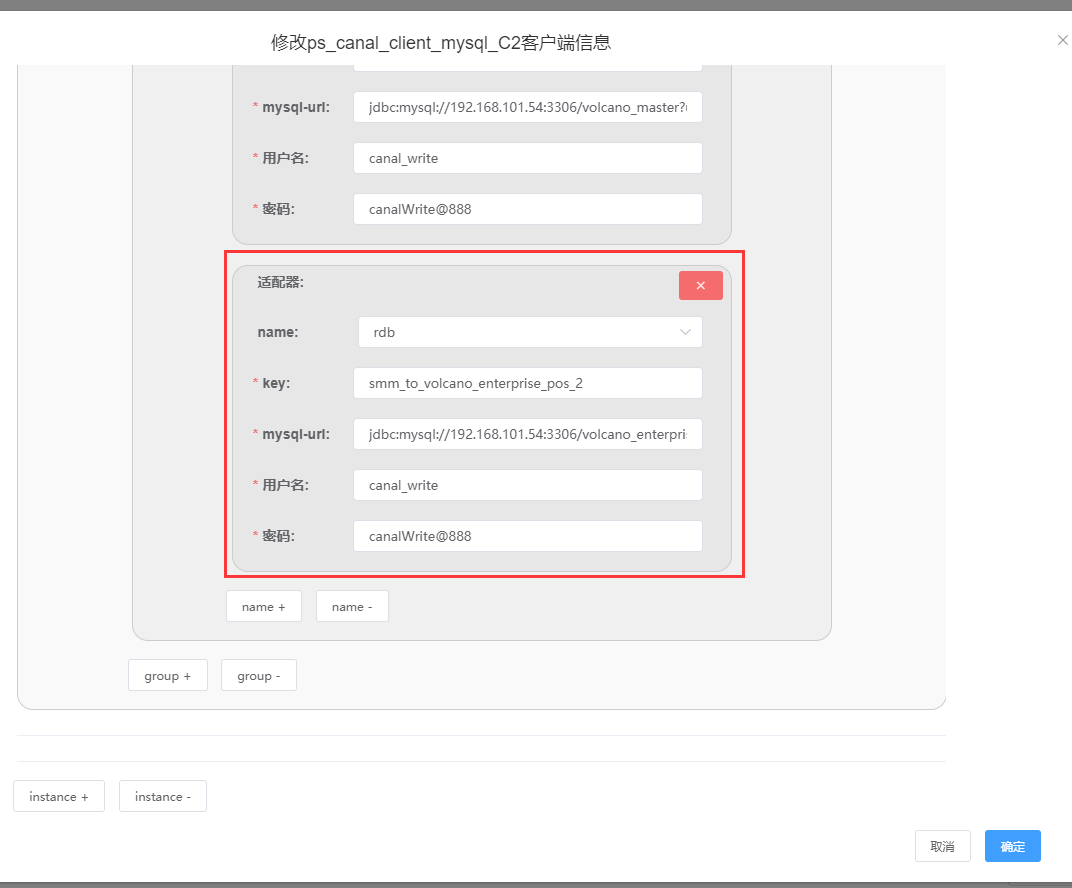 修改ps_canal_client_mysql_C2客户端信息
* mysql-url: jdbc:mysql://192.168.101.54:3306/volcano_master?u
* 用户名: canal_write
* 密码: canalWrite@888
适配器:
name: rdb
* key: smm_to_volcano_enterprise_pos_2
* mysql-url: jdbc:mysql://192.168.101.54:3306/volcano_enterpri
* 用户名: canal_write
* 密码: canalWrite@888
name + name -
group + group -
instance + instance -
取消 确定